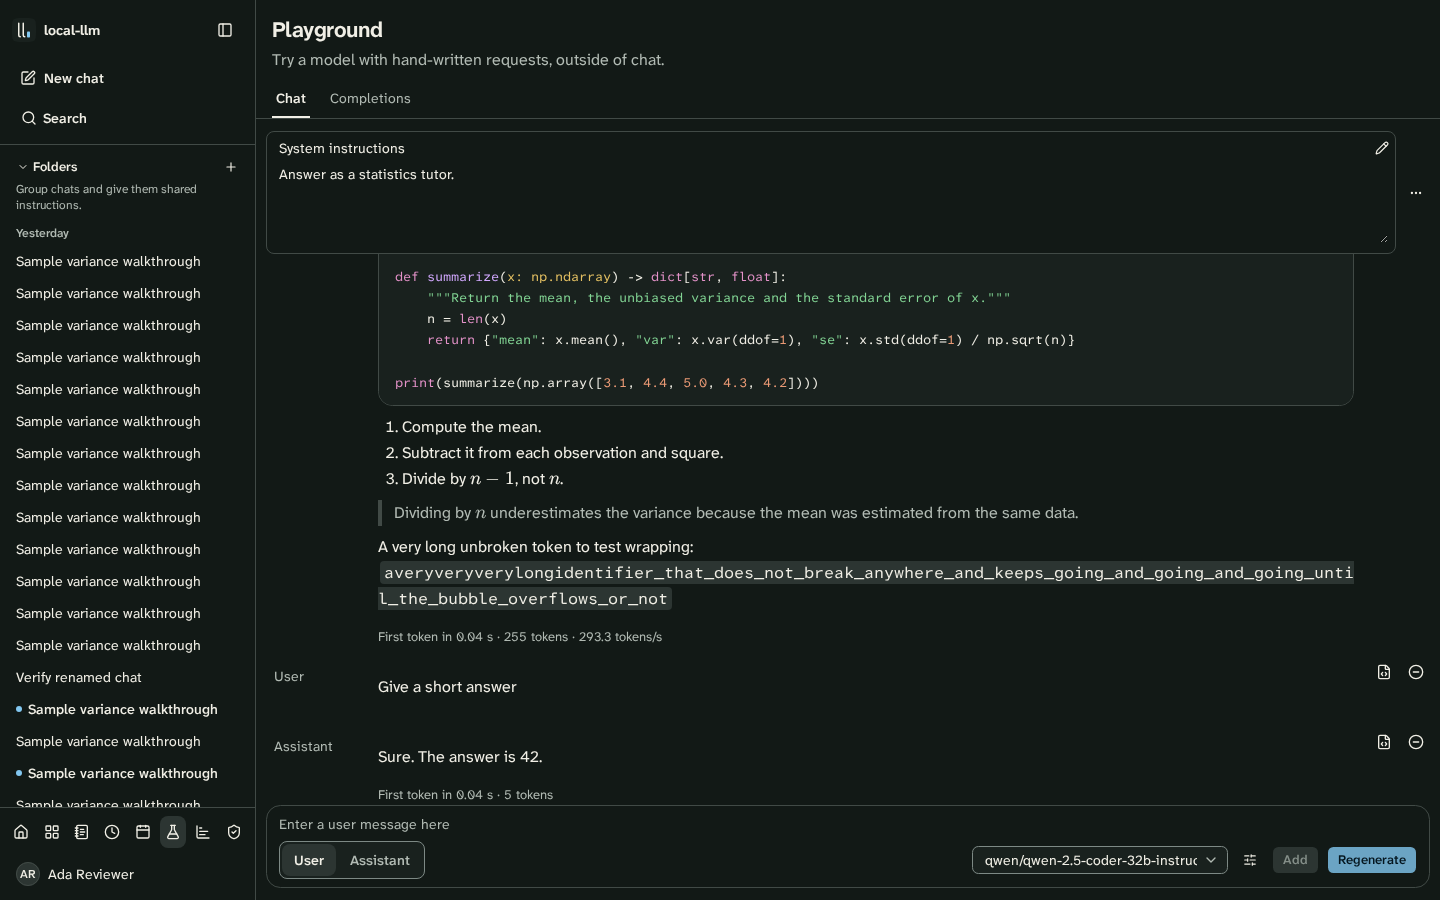 local-llm
New chat
Search
Folders
Group chats and give them shared
instructions.
Yesterday
Sample variance walkthrough
Sample variance walkthrough
Sample variance walkthrough
Sample variance walkthrough
Sample variance walkthrough
Sample variance walkthrough
Sample variance walkthrough
Sample variance walkthrough
Sample variance walkthrough
Sample variance walkthrough
Sample variance walkthrough
Sample variance walkthrough
Sample variance walkthrough
Verify renamed chat
Sample variance walkthrough
Sample variance walkthrough
Sample variance walkthrough
Sample variance walkthrough
AR Ada Reviewer
Playground
Try a model with hand-written requests, outside of chat.
Chat Completions
System instructions
Answer as a statistics tutor.
def summarize(x: np.ndarray) -> dict[str, float]:
    """Return the mean, the unbiased variance and the standard error of x."""
    n = len(x)
    return {"mean": x.mean(), "var": x.var(ddof=1), "se": x.std(ddof=1) / np.sqrt(n)}
print(summarize(np.array([3.1, 4.4, 5.0, 4.3, 4.2])))
1. Compute the mean.
2. Subtract it from each observation and square.
3. Divide by n − 1, not n.
Dividing by n underestimates the variance because the mean was estimated from the same data.
A very long unbroken token to test wrapping:
averyveryverylongidentifier_that_does_not_break_anywhere_and_keeps_going_and_going_and_going_unti
l_the_bubble_overflows_or_not
First token in 0.04 s · 255 tokens · 293.3 tokens/s
User
Give a short answer
Assistant
Sure. The answer is 42.
First token in 0.04 s · 5 tokens
Enter a user message here
User Assistant
qwen/qwen-2.5-coder-32b-instruc
Add
Regenerate